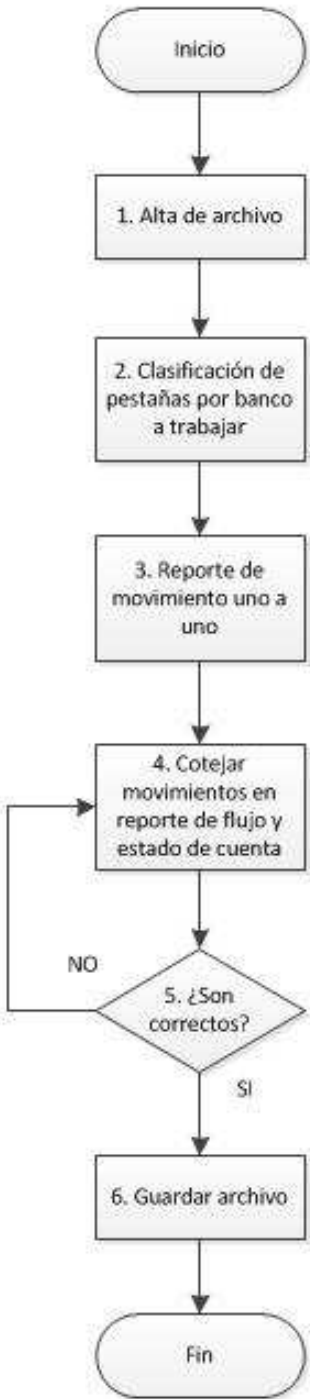 Inicio
1. Alta de archivo
2. Clasificación de
pestañas por banco
a trabajar
3. Reporte de
movimiento uno a
uno
4. Cotejar
movimientos en
reporte de flujo y
estado de cuenta
NO
5. ¿Son
correctos?
SI
6. Guardar archivo
Fin